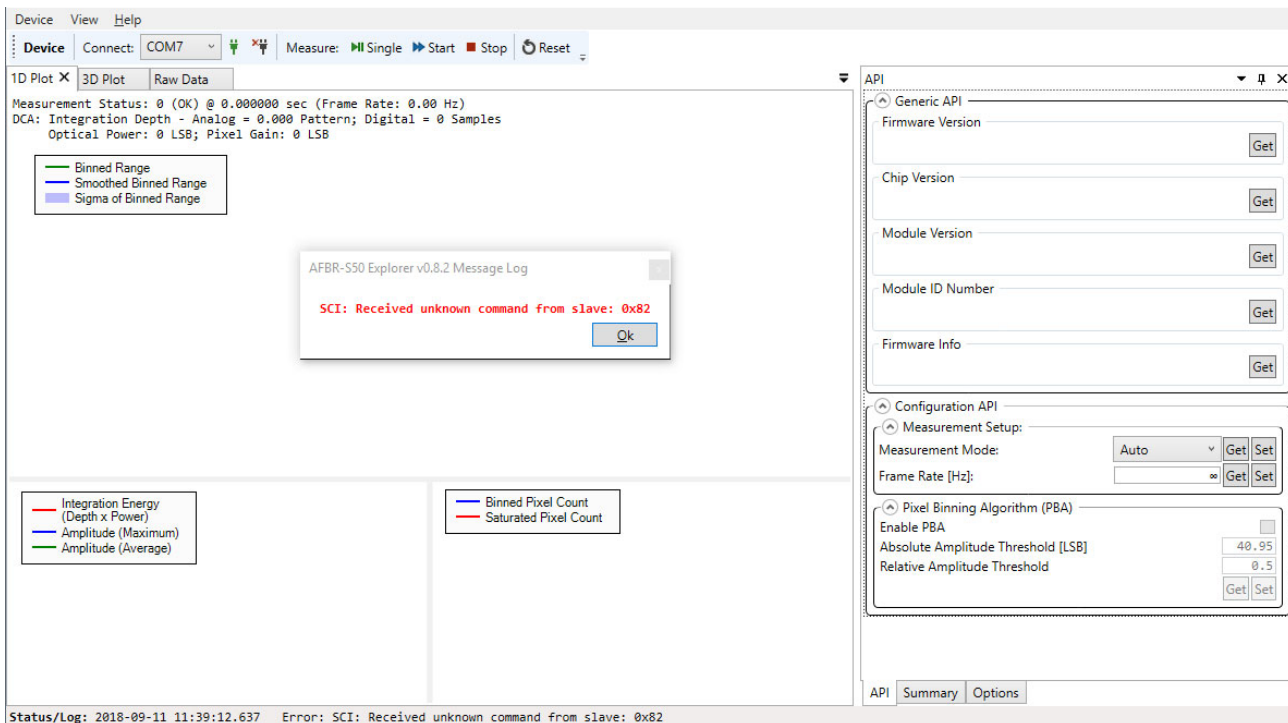 Device View Help
Device Connect: COM7 Measure: Single Start Stop Reset
1D Plot 3D Plot Raw Data
Measurement Status: 0 (OK) @ 0.000000 sec (Frame Rate: 0.00 Hz)
DCA: Integration Depth - Analog = 0.000 Pattern; Digital = 0 Samples
Optical Power: 0 LSB; Pixel Gain: 0 LSB
Binned Range
Smoothed Binned Range
Sigma of Binned Range
AFBR-S50 Explorer v0.8.2 Message Log
SCI: Received unknown command from slave: 0x82
Ok
Integration Energy
(Depth x Power)
Amplitude (Maximum)
Amplitude (Average)
Binned Pixel Count
Saturated Pixel Count
API
Generic API
Firmware Version
Get
Chip Version
Get
Module Version
Get
Module ID Number
Get
Firmware Info
Get
Configuration API
Measurement Setup:
Measurement Mode: Auto Get Set
Frame Rate [Hz]: ∞ Get Set
Pixel Binning Algorithm (PBA)
Enable PBA
Absolute Amplitude Threshold [LSB] 40.95
Relative Amplitude Threshold 0.5
Get Set
API Summary Options
Status/Log: 2018-09-11 11:39:12.637 Error: SCI: Received unknown command from slave: 0x82